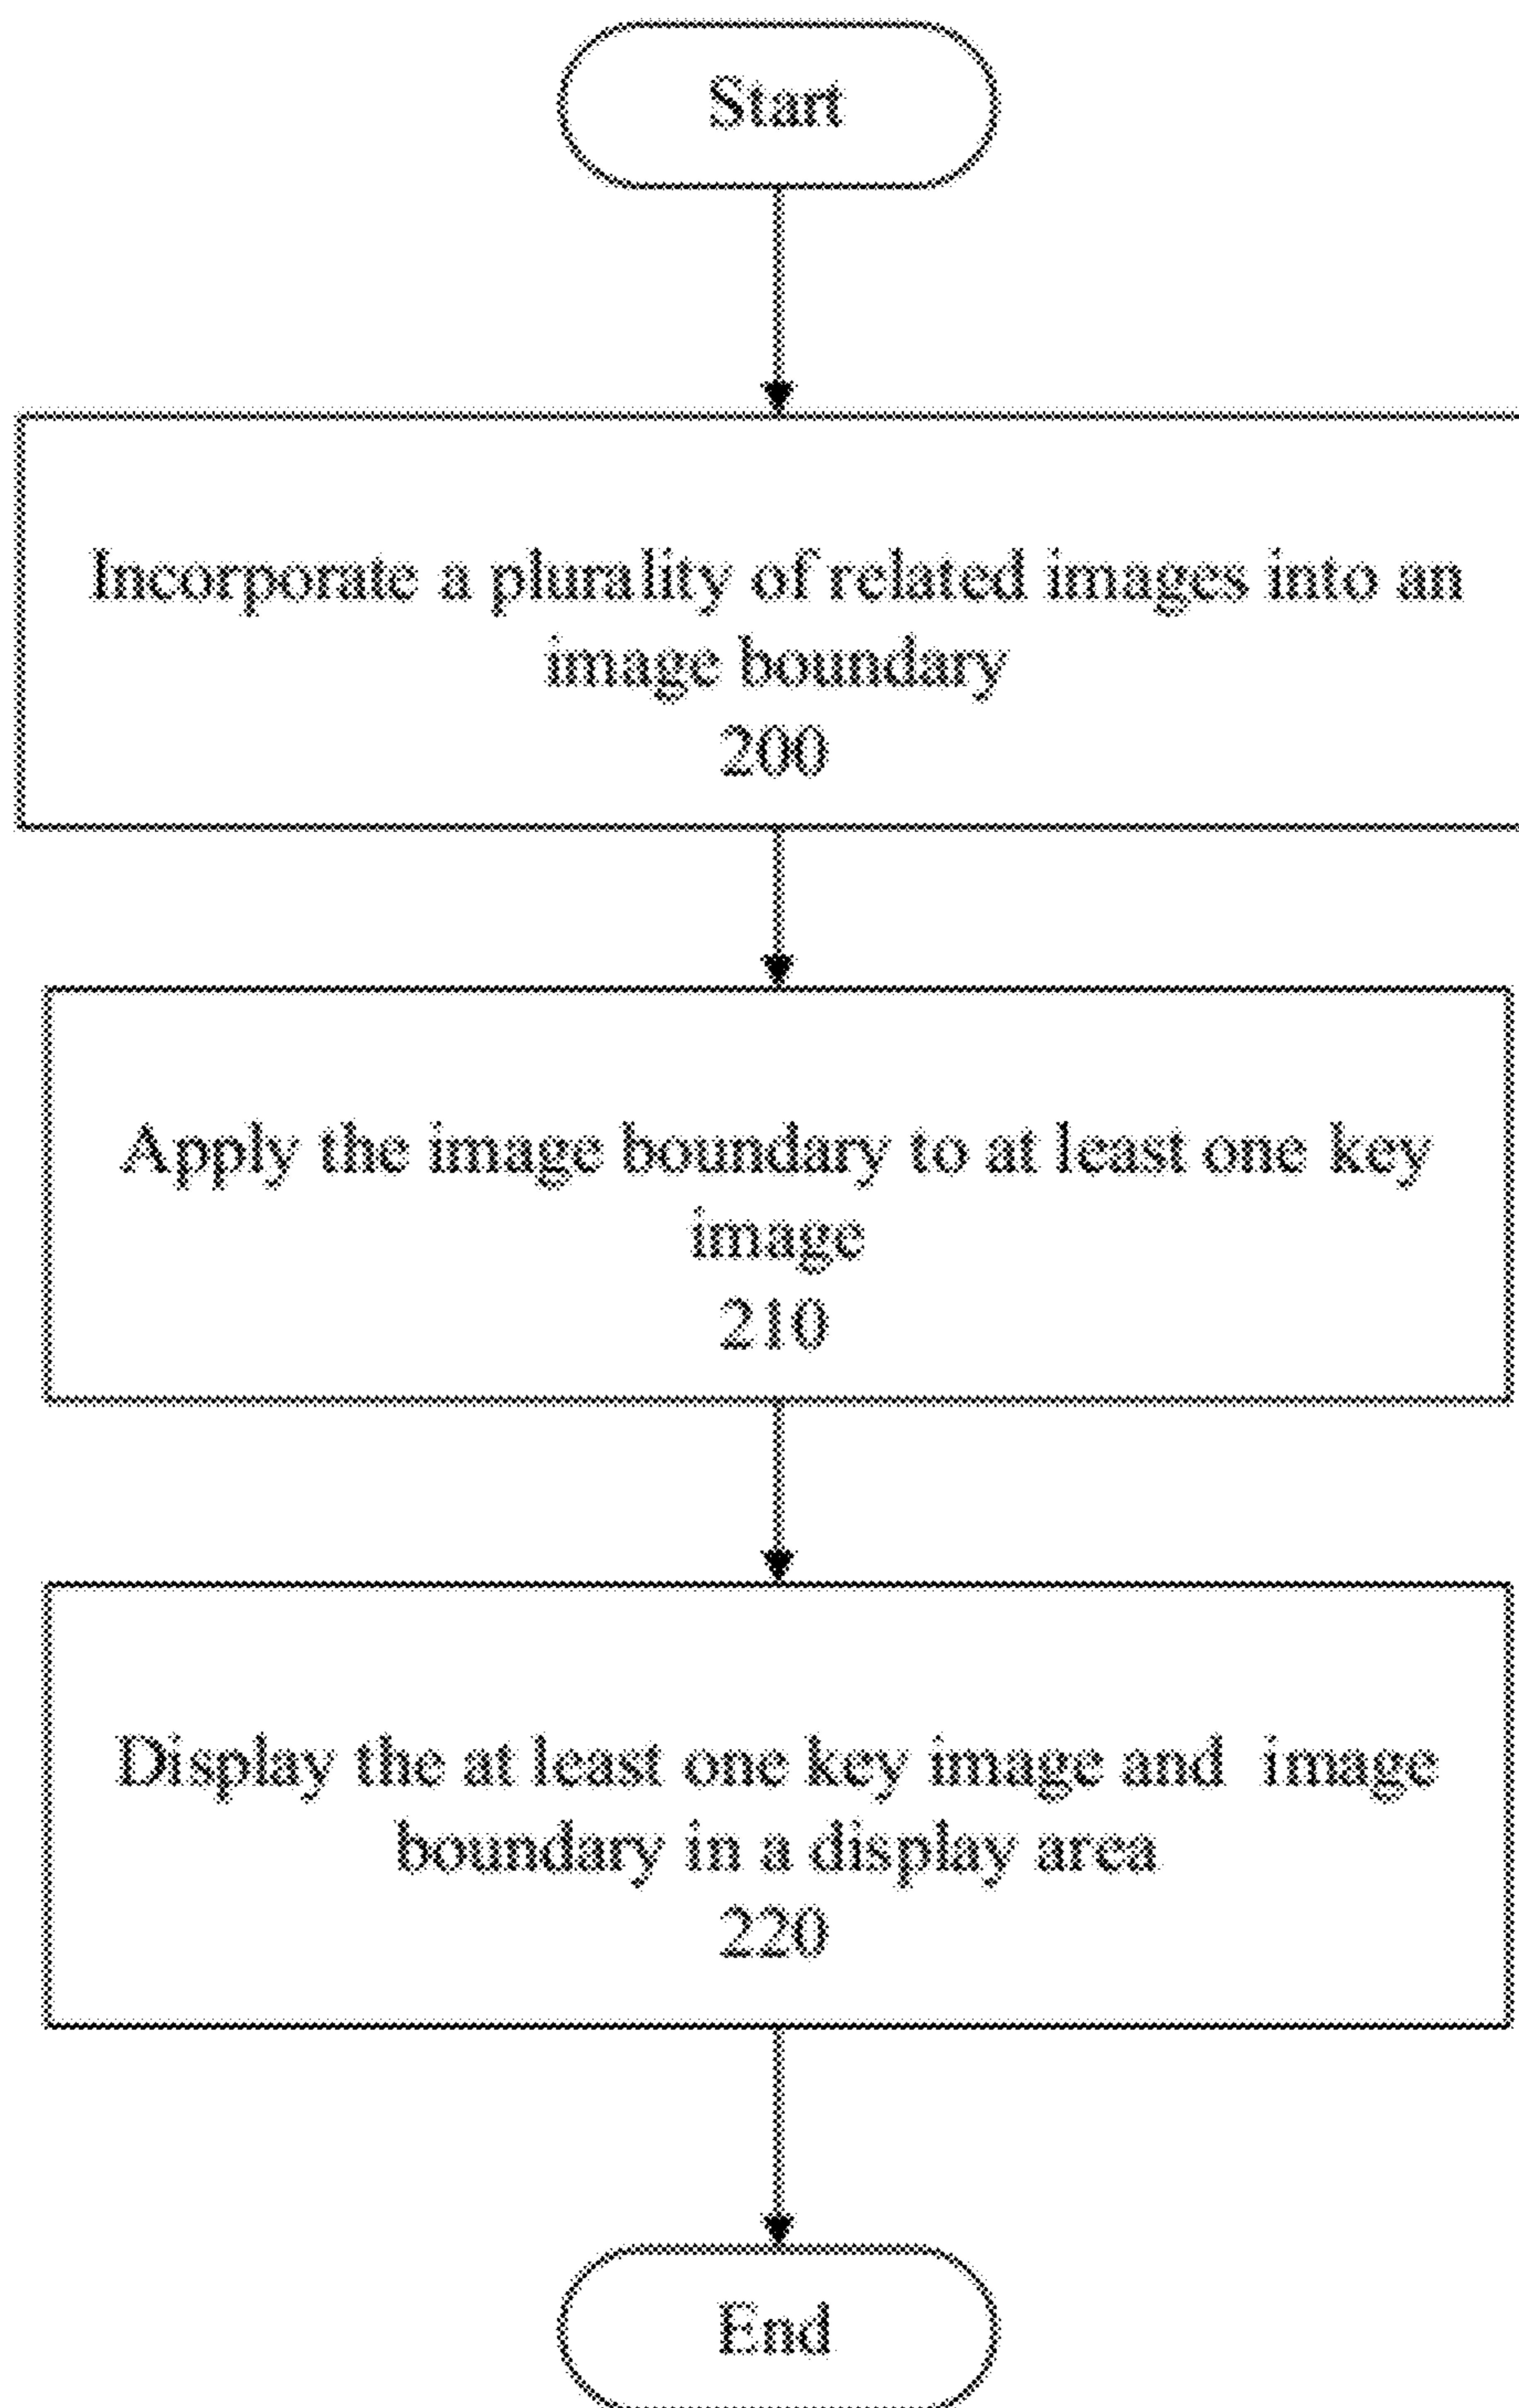 Start
Incorporate a plurality of related images into an
image boundary
200
Apply the image boundary to at least one key
image
210
Display the at least one key image and image
boundary in a display area
220
End